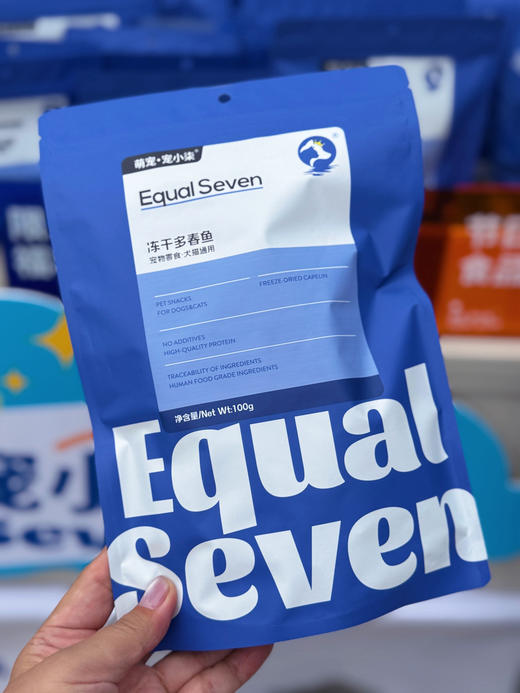 萌宠·宠小柒®
Equal Seven
冻干多春鱼
宠物零食·犬猫通用
PET SNACKS
FOR DOGS&CATS
FREEZE-DRIED CAPELIN
NO ADDITIVES
HIGH-QUALITY PROTEIN
TRACEABILITY OF INGREDIENTS
HUMAN FOOD GRADE INGREDIENTS
净含量/Net Wt:100g
Equal
Seven
宠小